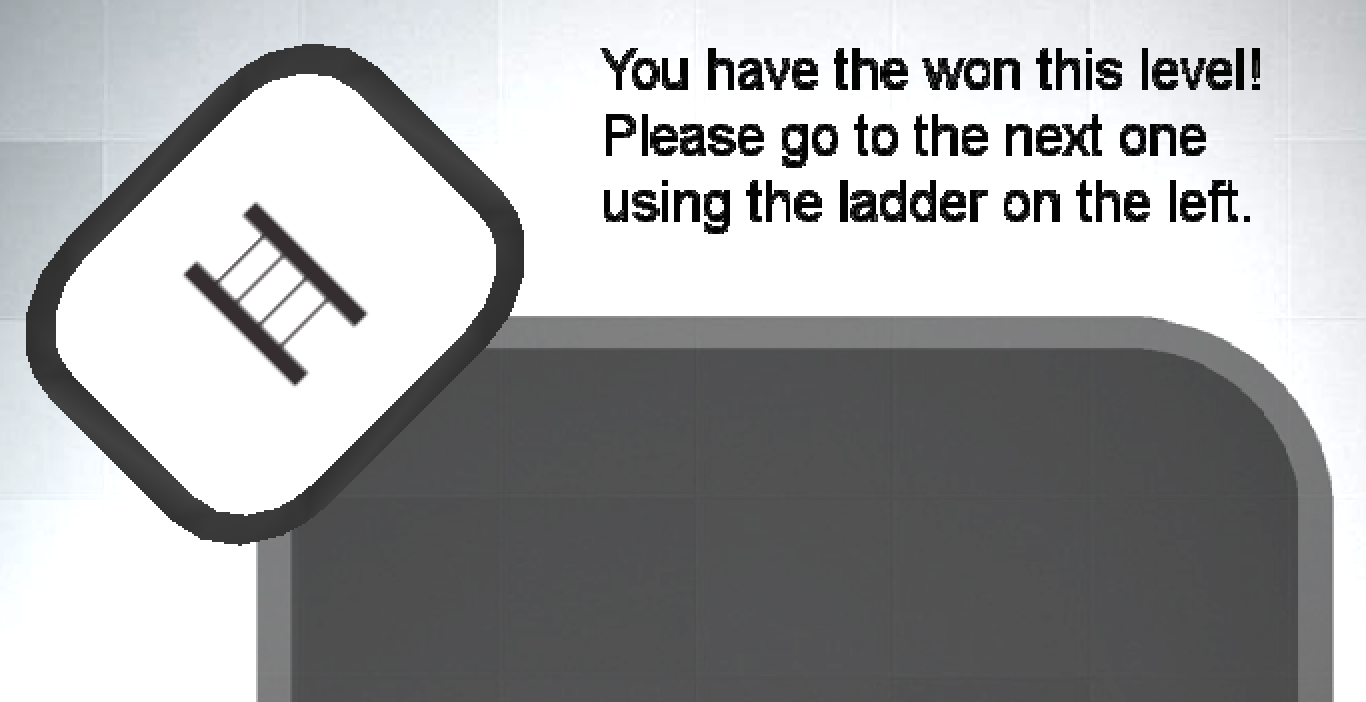 You have the won this level!
Please go to the next one
using the ladder on the left.